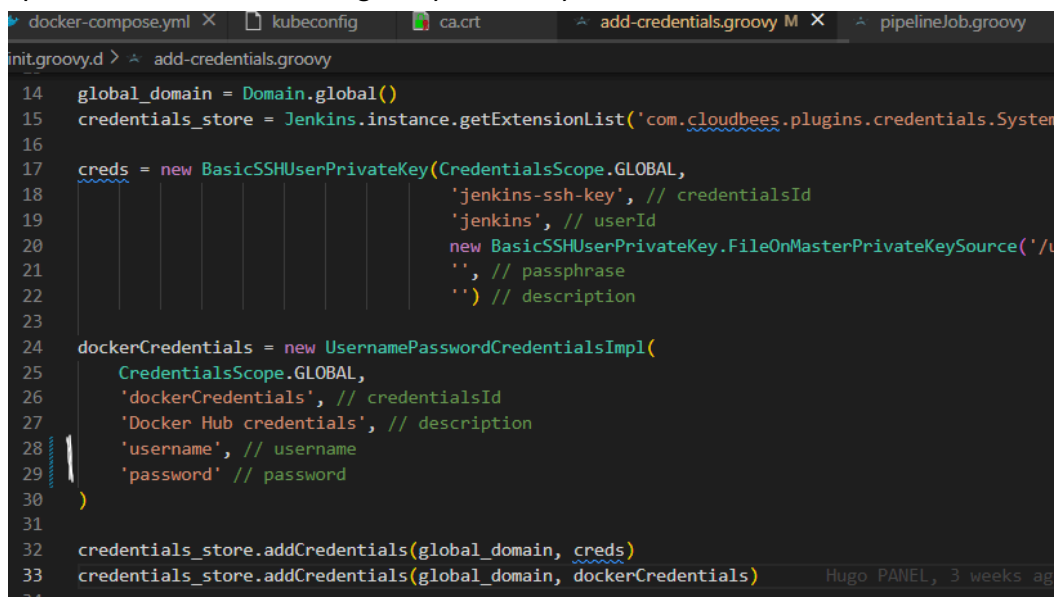 docker-compose.yml × kubeconfig ca.crt add-credentials.groovy M × pipelineJob.groovy
init.groovy.d > add-credentials.groovy
14 global_domain = Domain.global()
15 credentials_store = Jenkins.instance.getExtensionList('com.cloudbees.plugins.credentials.System
16
17 creds = new BasicSSHUserPrivateKey(CredentialsScope.GLOBAL,
18 'jenkins-ssh-key', // credentialsId
19 'jenkins', // userId
20 new BasicSSHUserPrivateKey.FileOnMasterPrivateKeySource('/u
21 '', // passphrase
22 '') // description
23
24 dockerCredentials = new UsernamePasswordCredentialsImpl(
25 CredentialsScope.GLOBAL,
26 'dockerCredentials', // credentialsId
27 'Docker Hub credentials', // description
28 'username', // username
29 'password' // password
30 )
31
32 credentials_store.addCredentials(global_domain, creds)
33 credentials_store.addCredentials(global_domain, dockerCredentials) Hugo PANEL, 3 weeks ag